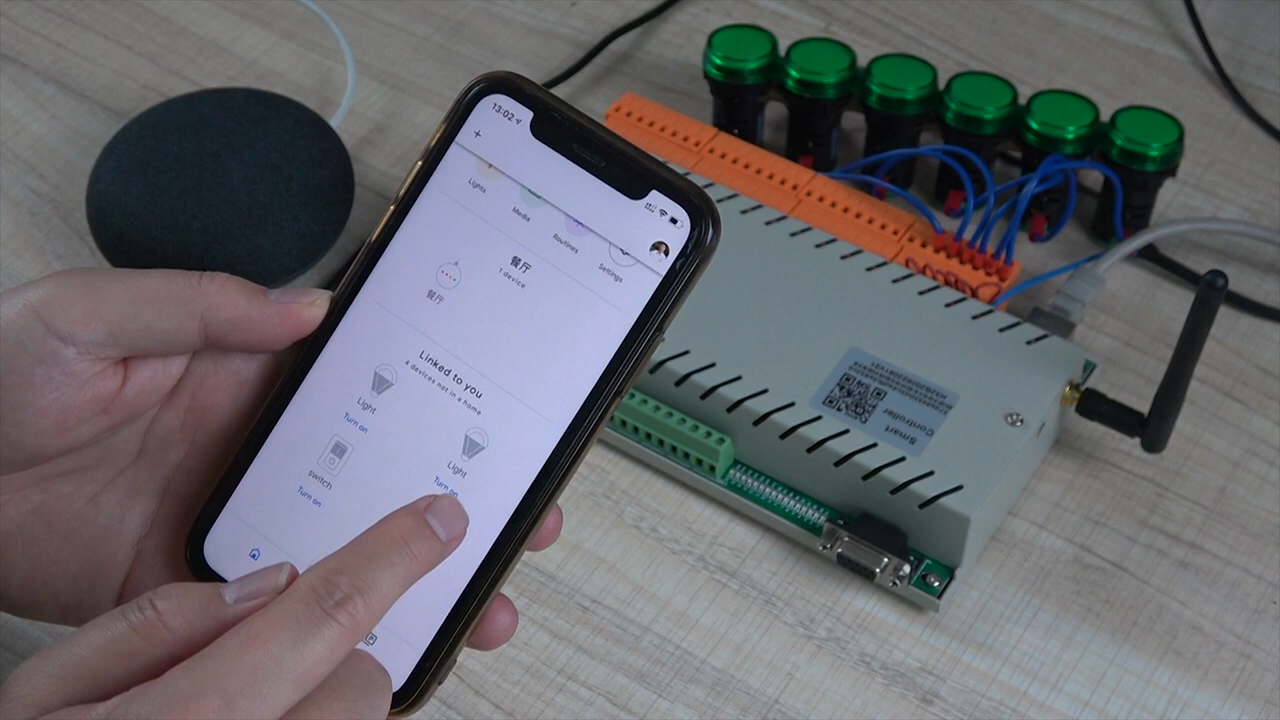 13:02
Lights
Media
Routines
Settings
餐厅
1 device
餐厅
Linked to you
4 devices not in a home
Light
Turn on
Light
Turn on
switch
Turn on
Smart
Controller